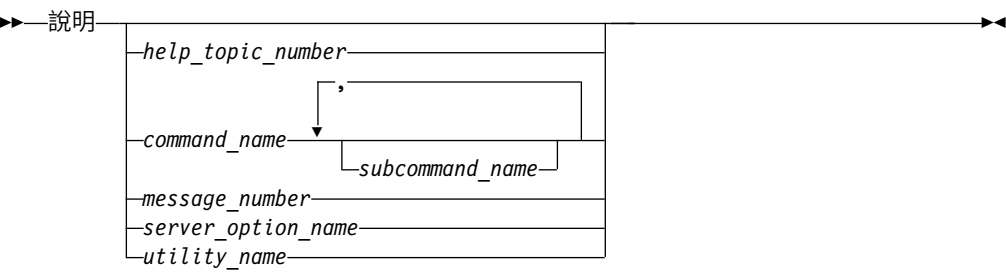 說明
help_topic_number
,
command_name
subcommand_name
message_number
server_option_name
utility_name